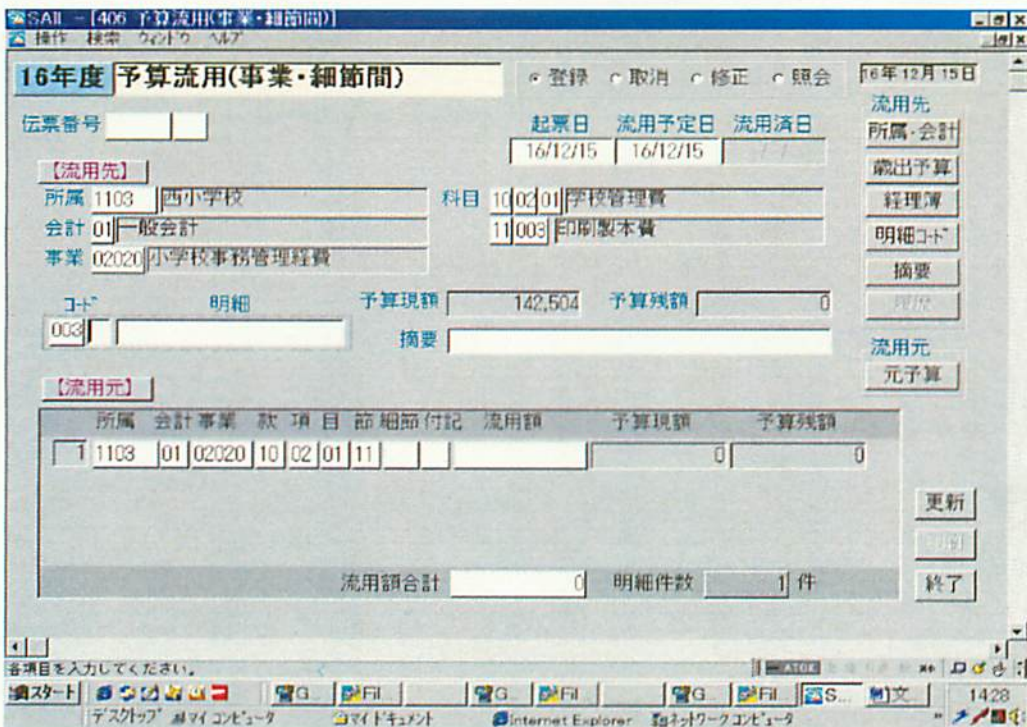 SAIL - [406 予算流用(事業・細節間)]
操作 検索 ウィンドウ ヘルプ
16年度 予算流用(事業・細節間)
登録 取消 修正 照会
16年12月15日
伝票番号
起票日 流用予定日 流用済日
16/12/15 16/12/15 / /
流用先
所属・会計
歳出予算
経理簿
明細コード
摘要
【流用先】
所属 1103 西小学校
科目 10 02 01 学校管理費
会計 01 一般会計
11 003 印刷製本費
事業 02020 小学校事務管理経費
コード 明細 予算現額 142,504 予算残額 0
003
摘要
流用元
元予算
【流用元】
所属 会計 事業 款 項 目 節 細節 付記 流用額 予算現額 予算残額
1 1103 01 02020 10 02 01 11 0 0
更新
終了
流用額合計 0 明細件数 1 件
各項目を入力してください。
スタート G... Fil... G... Fil... G... Fil... S... 文... 14:28
デスクトップ マイ コンピュータ マイ ドキュメント Internet Explorer ネットワークコンピュータ